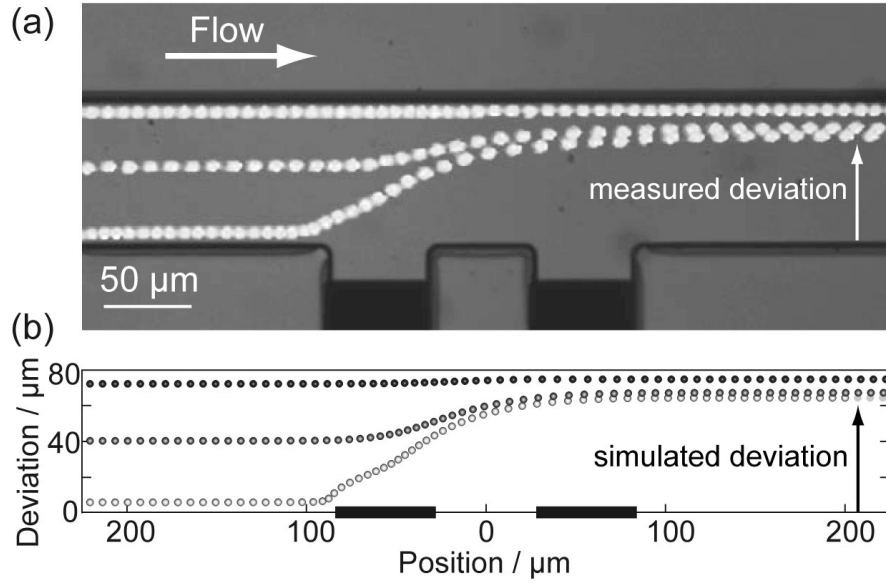 (a)
Flow
measured deviation
50 µm
(b)
80
40
0
Deviation / µm
simulated deviation
200 100 0 100 200
Position / µm